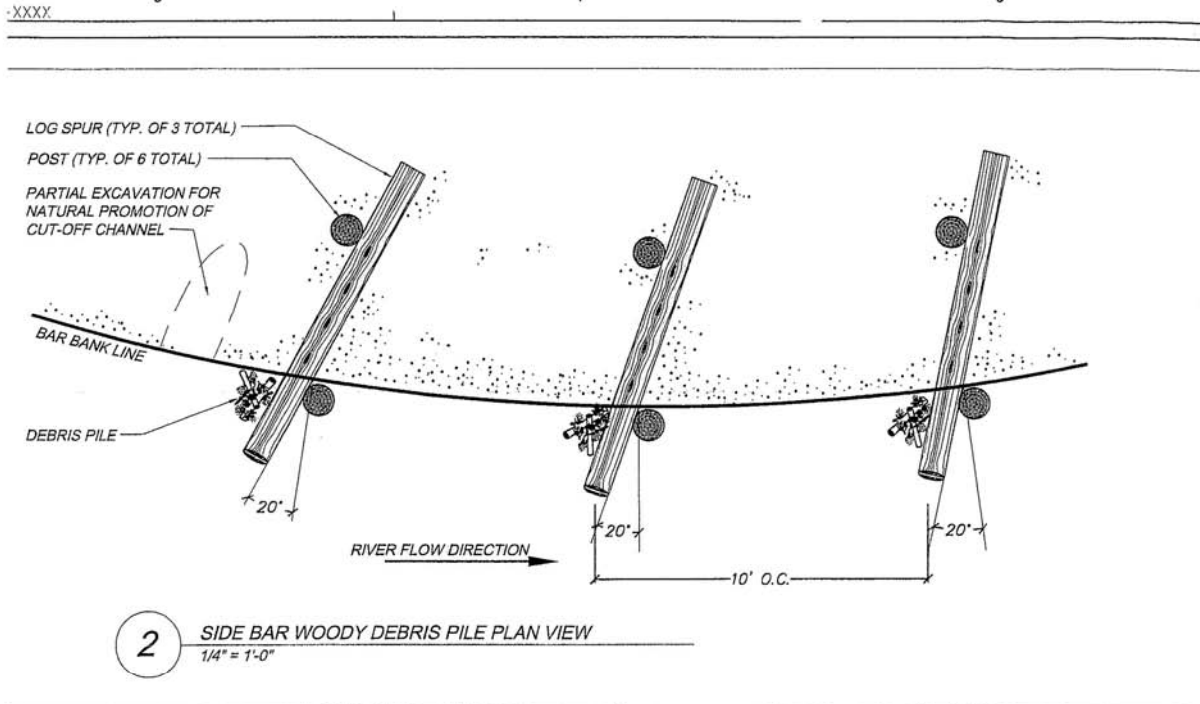 -XXXX
LOG SPUR (TYP. OF 3 TOTAL)
POST (TYP. OF 6 TOTAL)
PARTIAL EXCAVATION FOR
NATURAL PROMOTION OF
CUT-OFF CHANNEL
BAR BANK LINE
DEBRIS PILE
20°
20°
20°
RIVER FLOW DIRECTION
10' O.C.
2
SIDE BAR WOODY DEBRIS PILE PLAN VIEW
1/4" = 1'-0"